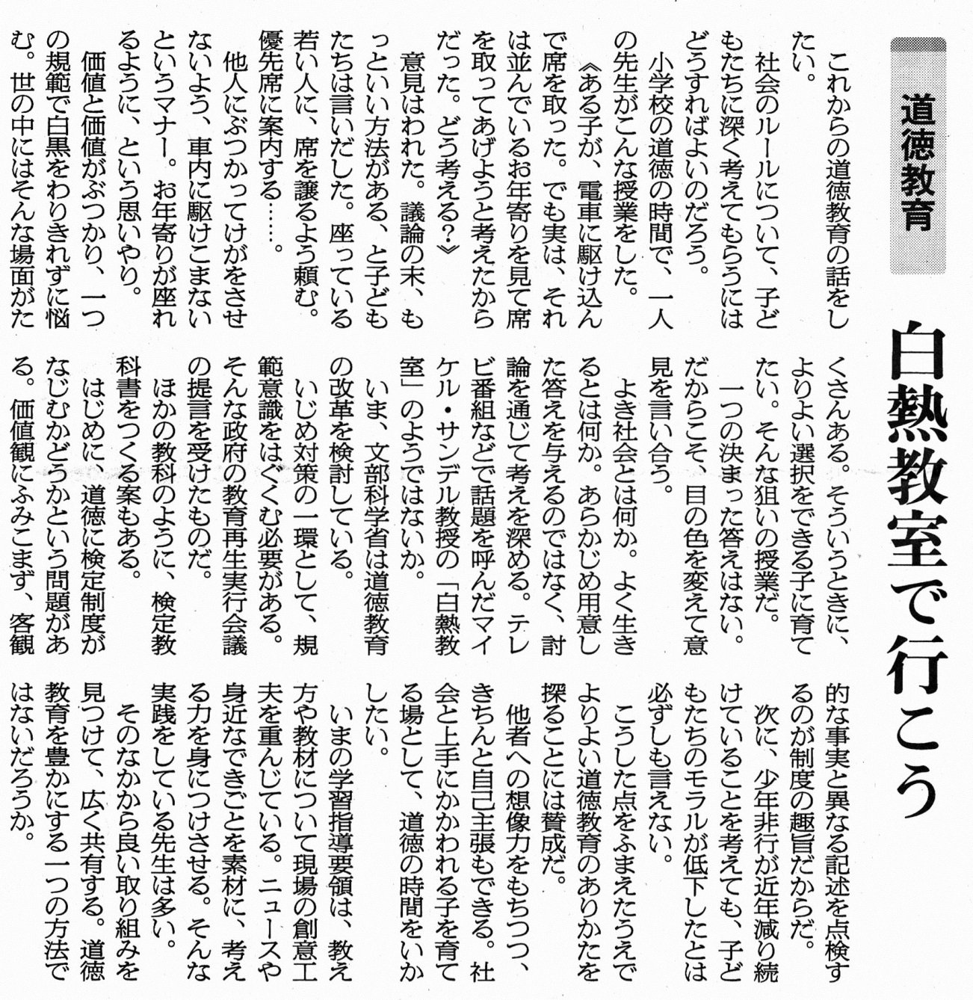 道徳教育
白熱教室で行こう
　これからの道徳教育の話をし
たい。
　社会のルールについて、子ど
もたちに深く考えてもらうには
どうすればよいのだろう。
　小学校の道徳の時間で、一人
の先生がこんな授業をした。
　《ある子が、電車に駆け込ん
で席を取った。でも実は、それ
は並んでいるお年寄りを見て席
を取ってあげようと考えたから
だった。どう考える？》
　意見はわれた。議論の末、も
っといい方法がある、と子ども
たちは言いだした。座っている
若い人に、席を譲るよう頼む。
優先席に案内する……。
　他人にぶつかってけがをさせ
ないよう、車内に駆けこまない
というマナー。お年寄りが座れ
るように、という思いやり。
　価値と価値がぶつかり、一つ
の規範で白黒をわりきれずに悩
む。世の中にはそんな場面がた
くさんある。そういうときに、
よりよい選択をできる子に育て
たい。そんな狙いの授業だ。
　一つの決まった答えはない。
だからこそ、目の色を変えて意
見を言い合う。
　よき社会とは何か。よく生き
るとは何か。あらかじめ用意し
た答えを与えるのではなく、討
論を通じて考えを深める。テレ
ビ番組などで話題を呼んだマイ
ケル・サンデル教授の「白熱教
室」のようではないか。
　いま、文部科学省は道徳教育
の改革を検討している。
　いじめ対策の一環として、規
範意識をはぐくむ必要がある。
そんな政府の教育再生実行会議
の提言を受けたものだ。
　ほかの教科のように、検定教
科書をつくる案もある。
　はじめに、道徳に検定制度が
なじむかどうかという問題があ
る。価値観にふみこまず、客観
的な事実と異なる記述を点検す
るのが制度の趣旨だからだ。
　次に、少年非行が近年減り続
けていることを考えても、子ど
もたちのモラルが低下したとは
必ずしも言えない。
　こうした点をふまえたうえで
よりよい道徳教育のありかたを
探ることには賛成だ。
　他者への想像力をもちつつ、
きちんと自己主張もできる。社
会と上手にかかわれる子を育て
る場として、道徳の時間をいか
したい。
　いまの学習指導要領は、教え
方や教材について現場の創意工
夫を重んじている。ニュースや
身近なできごとを素材に、考え
る力を身につけさせる。そんな
実践をしている先生は多い。
　そのなかから良い取り組みを
見つけて、広く共有する。道徳
教育を豊かにする一つの方法で
はないだろうか。